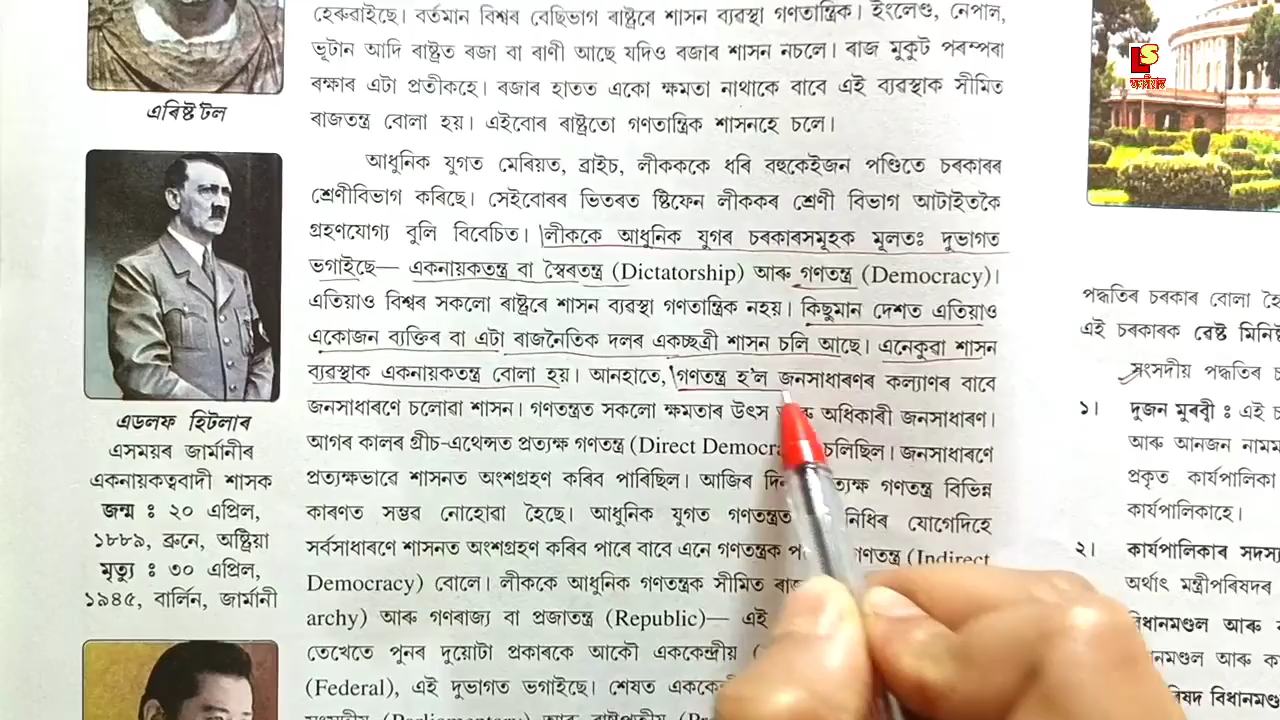 এৰিষ্টটল
এডলফ হিটলাৰ
এসময়ৰ জাৰ্মানীৰ
একনায়কত্ববাদী শাসক
জন্ম ঃ ২০ এপ্ৰিল,
১৮৮৯, ব্ৰুনে, অষ্ট্ৰিয়া
মৃত্যু ঃ ৩০ এপ্ৰিল,
১৯৪৫, বাৰ্লিন, জাৰ্মানী
হেৰুৱাইছে। বৰ্তমান বিশ্বৰ বেছিভাগ ৰাষ্ট্ৰৰে শাসন ব্যৱস্থা গণতান্ত্ৰিক। ইংলেণ্ড, নেপাল,
ভূটান আদি ৰাষ্ট্ৰত ৰজা বা ৰাণী আছে যদিও ৰজাৰ শাসন নচলে। ৰাজ মুকুট পৰম্পৰা
ৰক্ষাৰ এটা প্ৰতীকহে। ৰজাৰ হাতত একো ক্ষমতা নাথাকে বাবে এই ব্যৱস্থাক সীমিত
ৰাজতন্ত্ৰ বোলা হয়। এইবোৰ ৰাষ্ট্ৰতো গণতান্ত্ৰিক শাসনহে চলে।
আধুনিক যুগত মেৰিয়ত, ব্ৰাইচ, লীকককে ধৰি বহুকেইজন পণ্ডিতে চৰকাৰৰ
শ্ৰেণীবিভাগ কৰিছে। সেইবোৰৰ ভিতৰত ষ্টিফেন লীককৰ শ্ৰেণী বিভাগ আটাইতকৈ
গ্ৰহণযোগ্য বুলি বিবেচিত। লীককে আধুনিক যুগৰ চৰকাৰসমূহক মূলতঃ দুভাগত
ভগাইছে— একনায়কতন্ত্ৰ বা স্বৈৰতন্ত্ৰ (Dictatorship) আৰু গণতন্ত্ৰ (Democracy)।
এতিয়াও বিশ্বৰ সকলো ৰাষ্ট্ৰৰে শাসন ব্যৱস্থা গণতান্ত্ৰিক নহয়। কিছুমান দেশত এতিয়াও
একোজন ব্যক্তিৰ বা এটা ৰাজনৈতিক দলৰ একচ্ছত্ৰী শাসন চলি আছে। এনেকুৱা শাসন
ব্যৱস্থাক একনায়কতন্ত্ৰ বোলা হয়। আনহাতে, গণতন্ত্ৰ হ'ল জনসাধাৰণৰ কল্যাণৰ বাবে
জনসাধাৰণে চলোৱা শাসন। গণতন্ত্ৰত সকলো ক্ষমতাৰ উৎস অধিকাৰী জনসাধাৰণ।
আগৰ কালৰ গ্ৰীচ-এথেন্সত প্ৰত্যক্ষ গণতন্ত্ৰ (Direct Democra চলিছিল। জনসাধাৰণে
প্ৰত্যক্ষভাৱে শাসনত অংশগ্ৰহণ কৰিব পাৰিছিল। আজিৰ ত্যক্ষ গণতন্ত্ৰ বিভিন্ন
কাৰণত সম্ভৱ নোহোৱা হৈছে। আধুনিক যুগত গণতন্ত্ৰত নিধিৰ যোগেদিহে
সৰ্বসাধাৰণে শাসনত অংশগ্ৰহণ কৰিব পাৰে বাবে এনে গণতন্ত্ৰক গণতন্ত্ৰ (Indirect
Democracy) বোলে। লীককে আধুনিক গণতন্ত্ৰক সীমিত
archy) আৰু গণৰাজ্য বা প্ৰজাতন্ত্ৰ (Republic)— এই
তেখেতে পুনৰ দুয়োটা প্ৰকাৰকে আকৌ এককেন্দ্ৰীয়
(Federal), এই দুভাগত ভগাইছে। শেষত
(Parliamentary) আৰু
LS
পদ্ধতিৰ চৰকাৰ বোলা
এই চৰকাৰক ৱেষ্ট
সংসদীয় পদ্ধতিৰ
১। দুজন মুৰব্বী ঃ এই
আৰু আনজন
প্ৰকৃত কাৰ্যপালিকা
কাৰ্যপালিকাহে।
২। কাৰ্যপালিকাৰ
অৰ্থাৎ মন্ত্ৰীপৰিষদৰ
বিধানমণ্ডল আৰু
আৰু